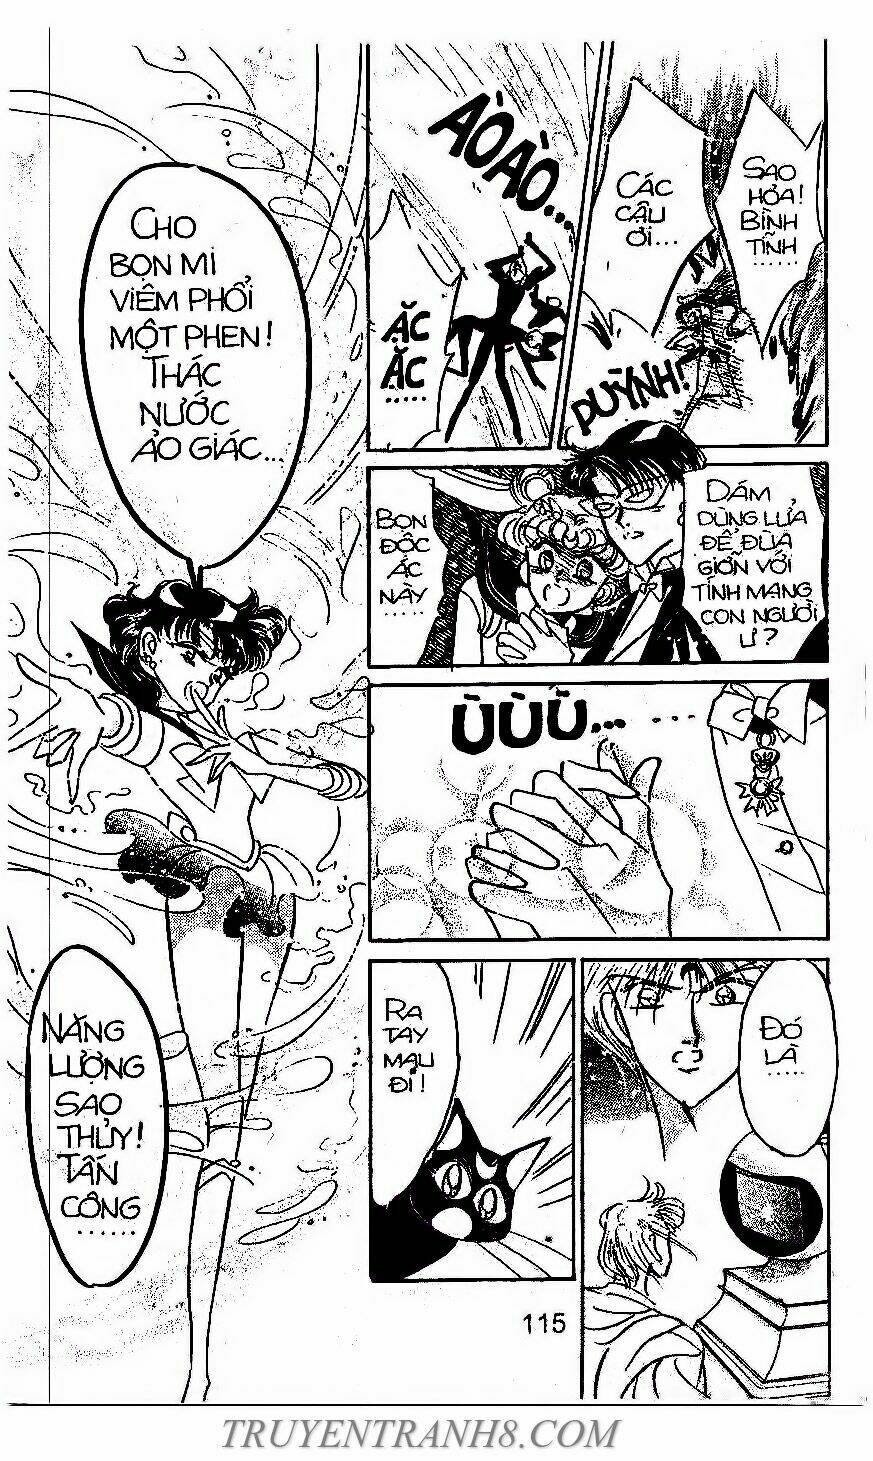 SAO
HỎA!
BÌNH
TĨNH
......
CÁC
CẬU
ƠI...
ÀO ÀO...
ẶC
ẶC
.....
DÁM
DÙNG LỬA
ĐỂ ĐÙA
GIỠN VỚI
TÍNH MẠNG
CON NGƯỜI
Ư?
PUỲNH!
BỌN
ĐỘC
ÁC
NÀY
......
Ù Ù Ù... ....
ĐÓ
LÀ
.....
RA
TAY
MAU
ĐI!
CHO
BỌN MI
VIÊM PHỔI
MỘT PHEN!
THÁC
NƯỚC
ẢO GIÁC...
NĂNG
LƯỢNG
SAO
THỦY!
TẤN
CÔNG
......
115
TRUYENTRANH8.COM